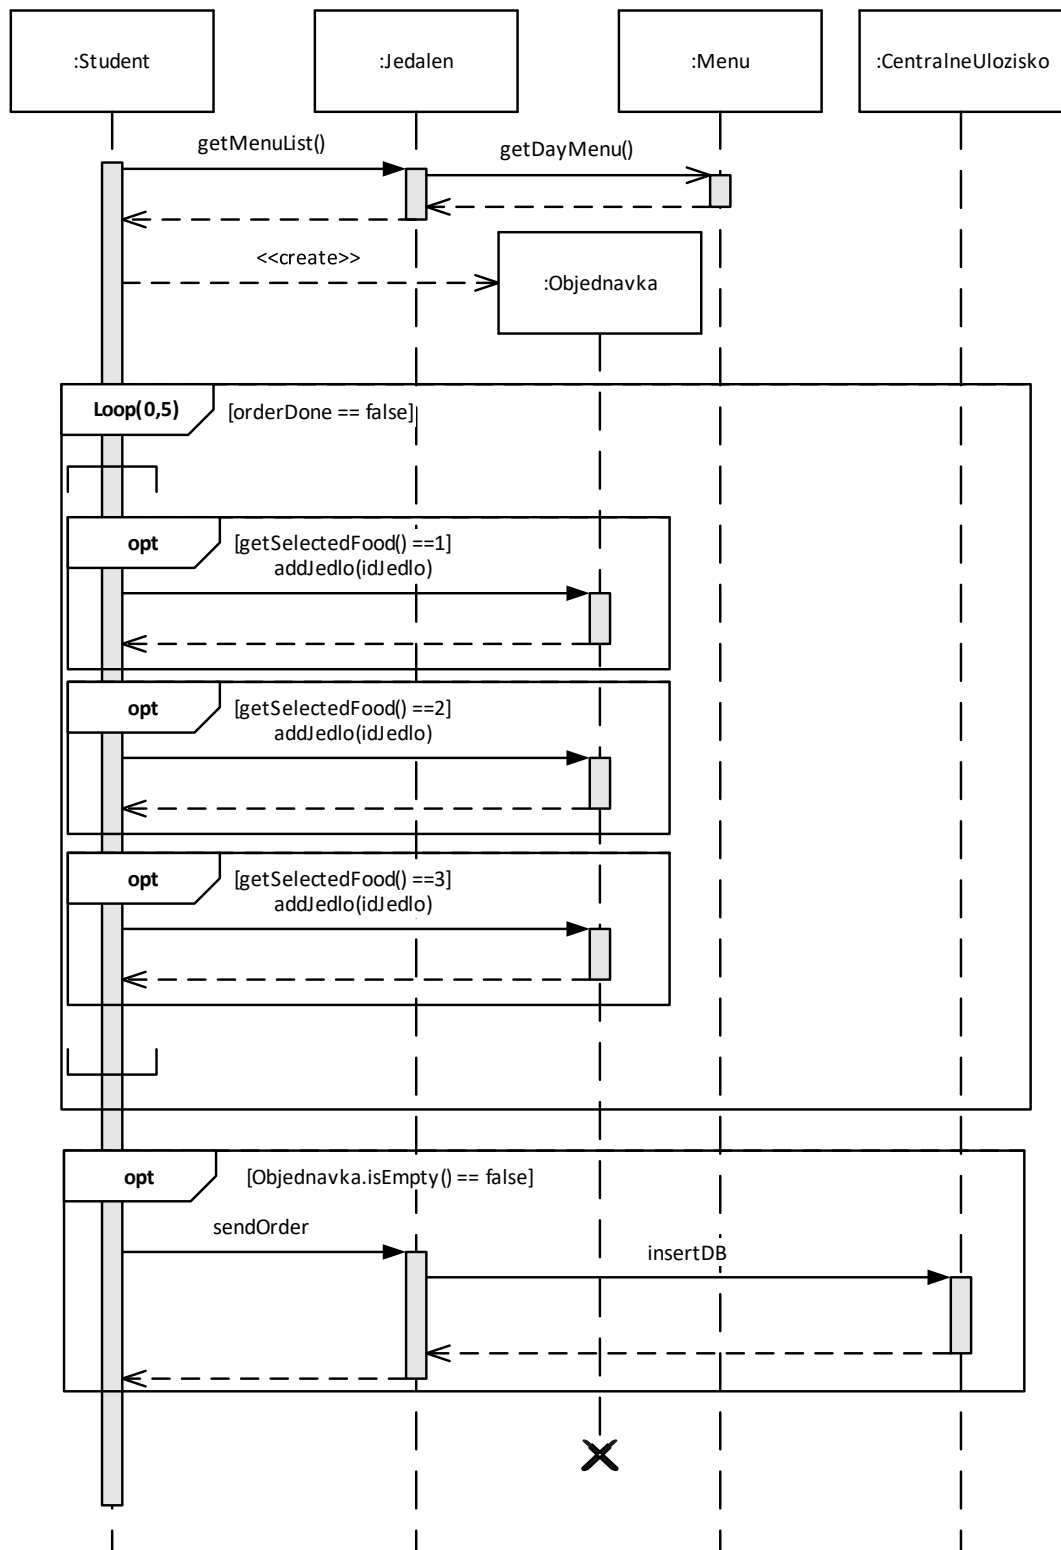 :Student
:Jedalen
:Menu
:CentralneUlozisko
getMenuList()
getDayMenu()
<<create>>
:Objednavka
Loop(0,5)
[orderDone == false]
opt
[getSelectedFood() ==1]
addJedlo(idJedlo)
opt
[getSelectedFood() ==2]
addJedlo(idJedlo)
opt
[getSelectedFood() ==3]
addJedlo(idJedlo)
opt
[Objednavka.isEmpty() == false]
sendOrder
insertDB